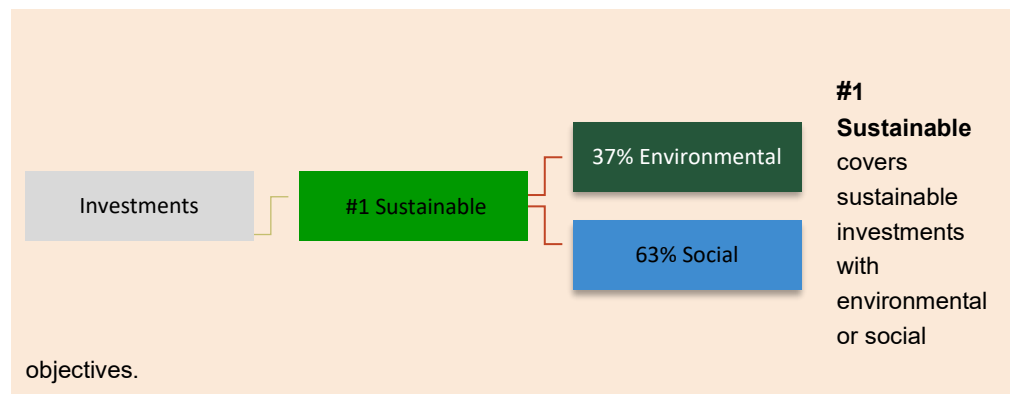 Investments
#1 Sustainable
37% Environmental
63% Social
#1
Sustainable
covers
sustainable
investments
with
environmental
or social
objectives.